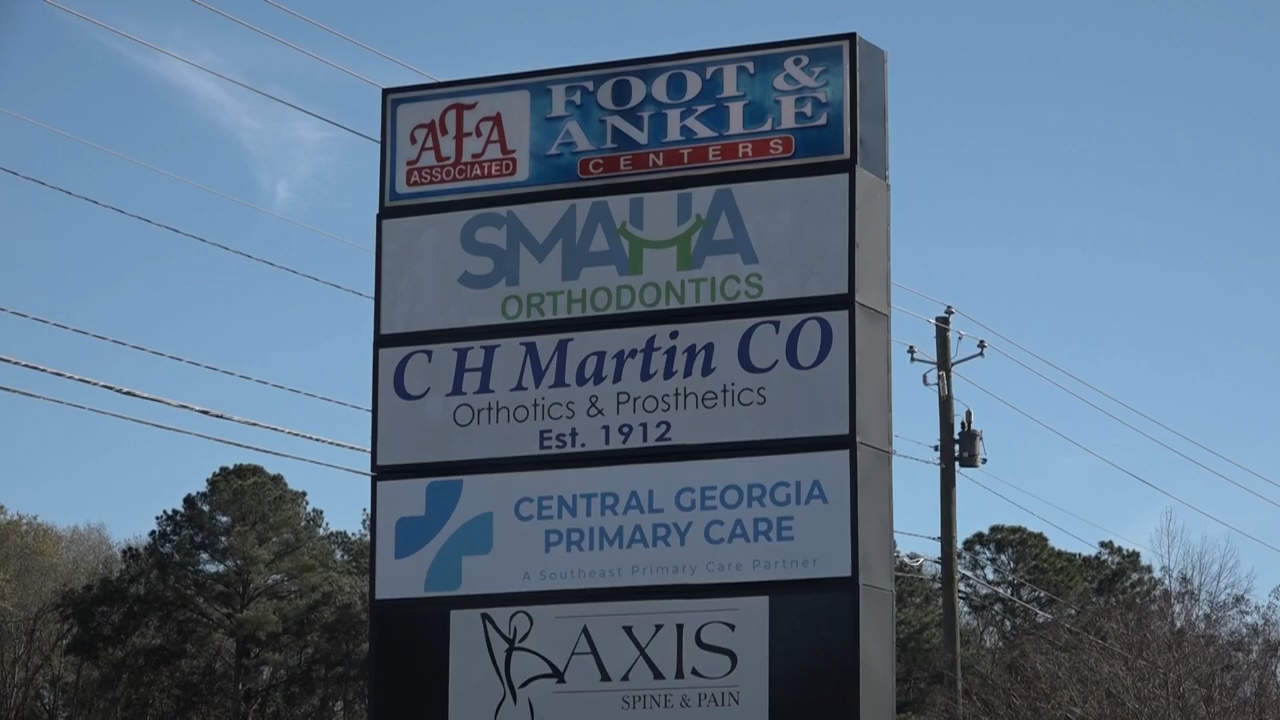 AFA
ASSOCIATED
FOOT &
ANKLE
CENTERS
SMAHA
ORTHODONTICS
C H Martin CO
Orthotics & Prosthetics
Est. 1912
CENTRAL GEORGIA
PRIMARY CARE
A Southeast Primary Care Partner
AXIS
SPINE & PAIN